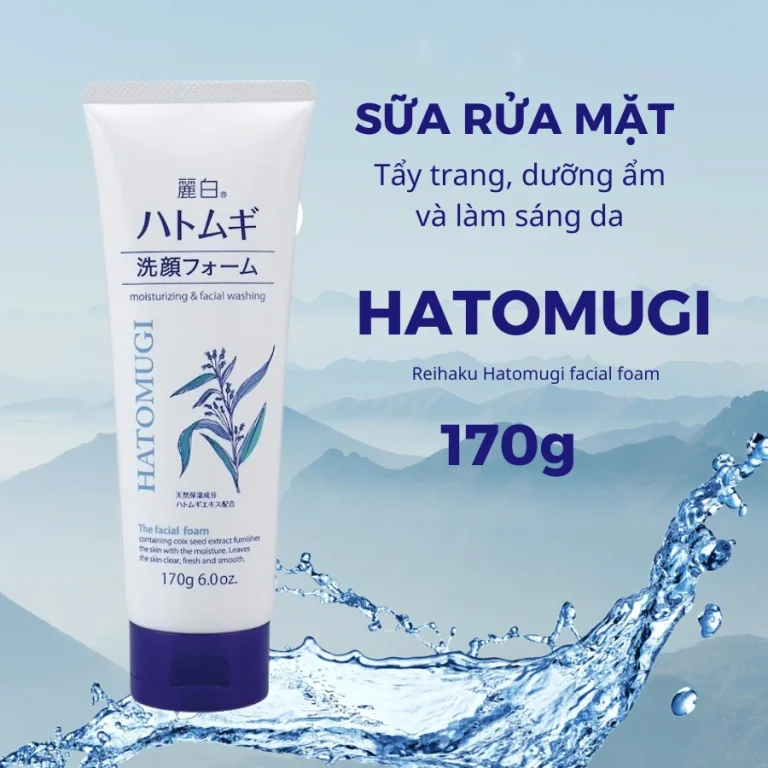 麗白®
ハトムギ
洗顔フォーム
moisturizing & facial washing
HATOMUGI
天然保湿成分
ハトムギエキス配合
The facial foam
containing coix seed extract furnishes
the skin with the moisture. Leaves
the skin clear, fresh and smooth.
170g 6.0oz.
SỮA RỬA MẶT
Tẩy trang, dưỡng ẩm
và làm sáng da
HATOMUGI
Reihaku Hatomugi facial foam
170g